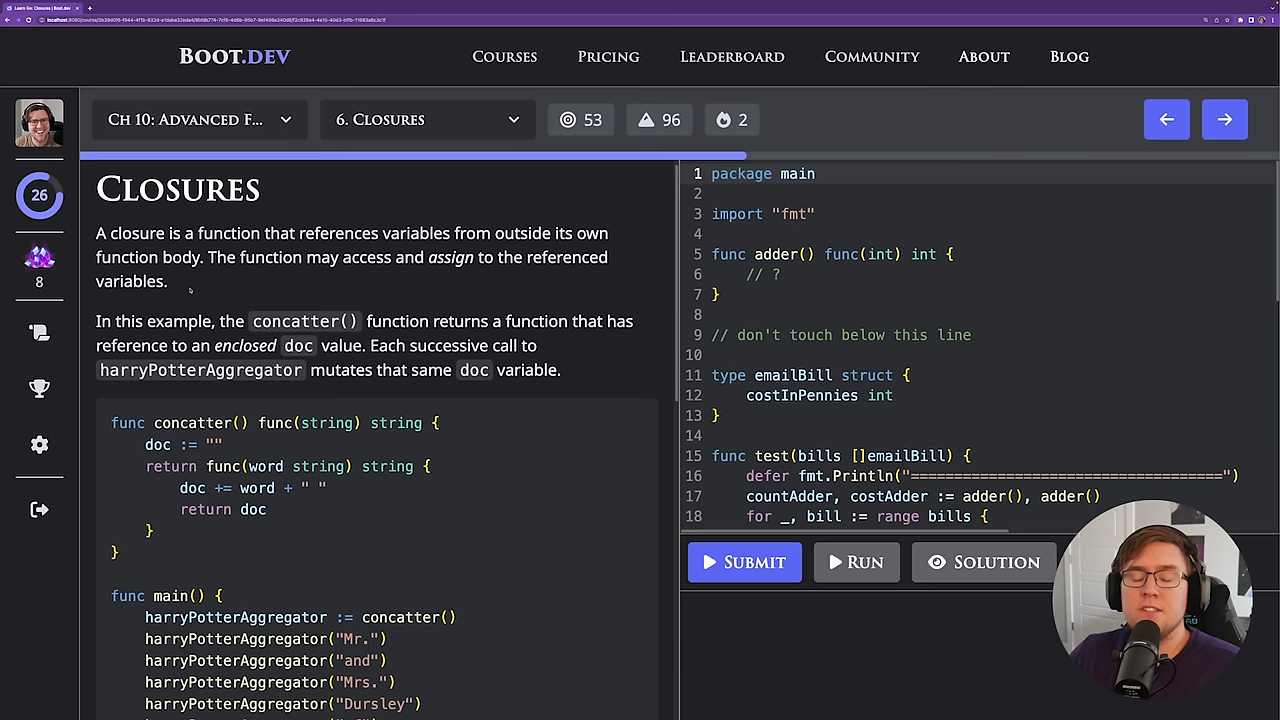 Learn Go: Closures | Boot.dev
BOOT.DEV
COURSES
PRICING
LEADERBOARD
COMMUNITY
ABOUT
BLOG
CH 10: ADVANCED F...
6. CLOSURES
53
96
2
26
8
CLOSURES
A closure is a function that references variables from outside its own
function body. The function may access and assign to the referenced
variables.
In this example, the concatter() function returns a function that has
reference to an enclosed doc value. Each successive call to
harryPotterAggregator mutates that same doc variable.
func concatter() func(string) string {
doc := ""
return func(word string) string {
doc += word + " "
return doc
}
}
func main() {
harryPotterAggregator := concatter()
harryPotterAggregator("Mr.")
harryPotterAggregator("and")
harryPotterAggregator("Mrs.")
harryPotterAggregator("Dursley")
1 package main
2
3 import "fmt"
4
5 func adder() func(int) int {
6 // ?
7 }
8
9 // don't touch below this line
10
11 type emailBill struct {
12 costInPennies int
13 }
14
15 func test(bills []emailBill) {
16 defer fmt.Println("====================================")
17 countAdder, costAdder := adder(), adder()
18 for _, bill := range bills {
SUBMIT
RUN
SOLUTION